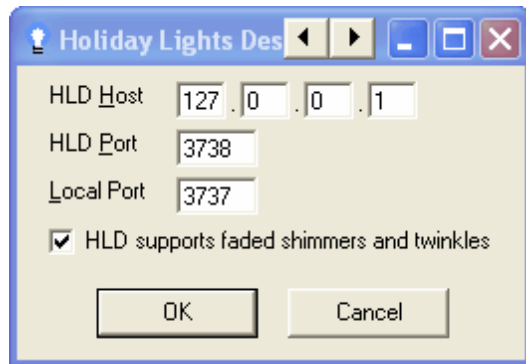 Holiday Lights Des
HLD Host 127 . 0 . 0 . 1
HLD Port 3738
Local Port 3737
HLD supports faded shimmers and twinkles
OK Cancel